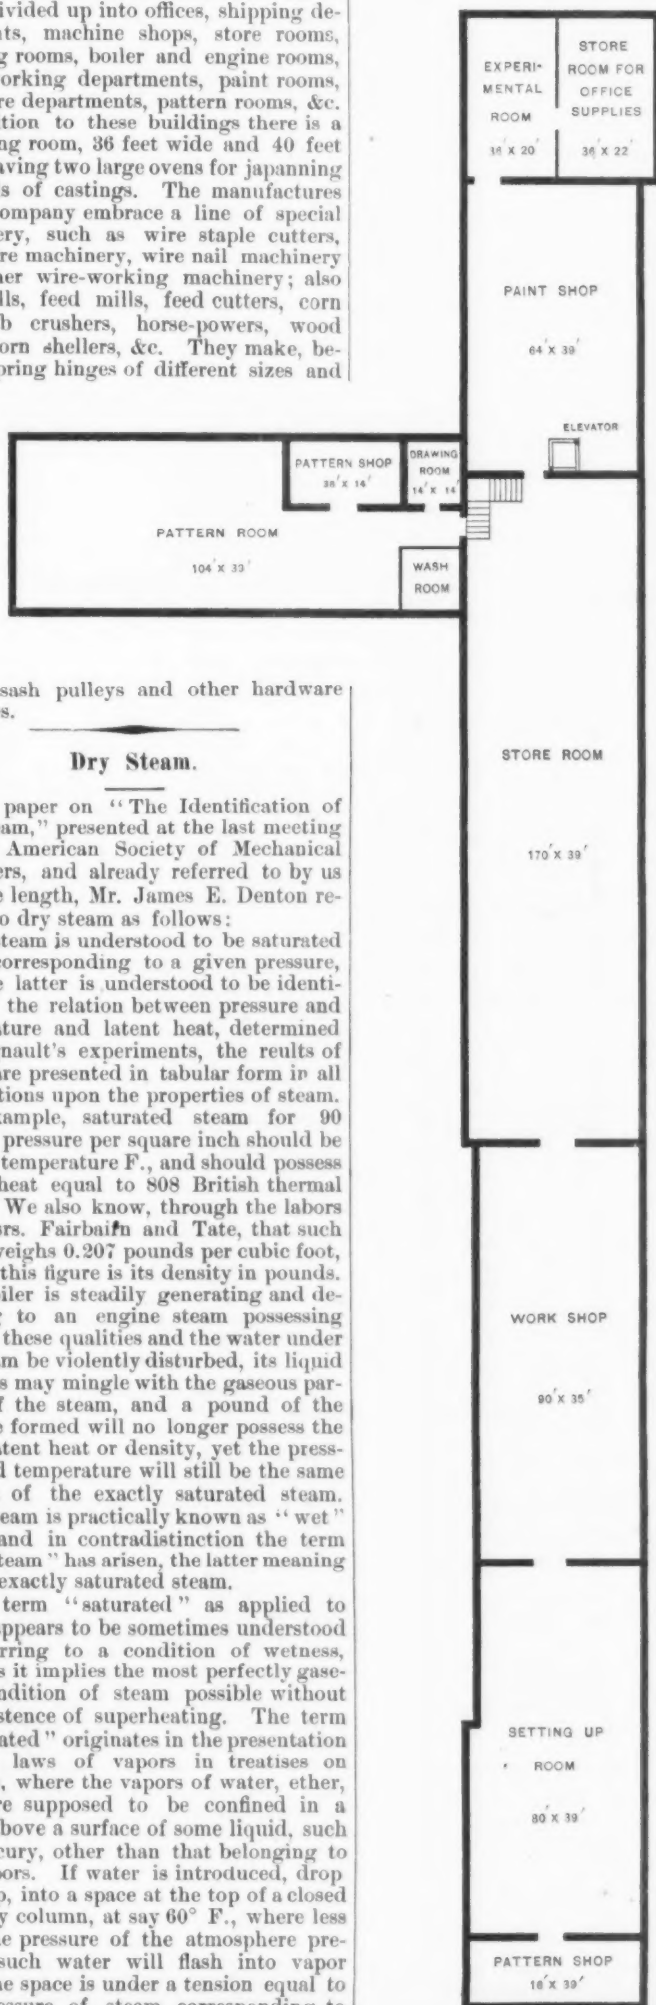 ivided up into offices, shipping de-
nts, machine shops, store rooms,
g rooms, boiler and engine rooms,
orking departments, paint rooms,
re departments, pattern rooms, &c.
tion to these buildings there is a
ng room, 36 feet wide and 40 feet
aving two large ovens for japanning
s of castings. The manufactures
ompany embrace a line of special
ery, such as wire staple cutters,
re machinery, wire nail machinery
her wire-working machinery; also
lls, feed mills, feed cutters, corn
b crushers, horse-powers, wood
orn shellers, &c. They make, be-
pring hinges of different sizes and
sash pulleys and other hardware
s.
Dry Steam.
paper on "The Identification of
am," presented at the last meeting
American Society of Mechanical
ers, and already referred to by us
e length, Mr. James E. Denton re-
o dry steam as follows:
team is understood to be saturated
corresponding to a given pressure,
e latter is understood to be identi-
the relation between pressure and
ture and latent heat, determined
nault's experiments, the reults of
are presented in tabular form in all
tions upon the properties of steam.
ample, saturated steam for 90
pressure per square inch should be
temperature F., and should possess
heat equal to 808 British thermal
We also know, through the labors
rs. Fairbairn and Tate, that such
veighs 0.207 pounds per cubic foot,
this figure is its density in pounds.
iler is steadily generating and de-
g to an engine steam possessing
these qualities and the water under
m be violently disturbed, its liquid
s may mingle with the gaseous par-
f the steam, and a pound of the
e formed will no longer possess the
tent heat or density, yet the press-
d temperature will still be the same
of the exactly saturated steam.
eam is practically known as "wet"
and in contradistinction the term
team" has arisen, the latter meaning
exactly saturated steam.
term "saturated" as applied to
ppears to be sometimes understood
rring to a condition of wetness,
s it implies the most perfectly gase-
ndition of steam possible without
stence of superheating. The term
ated" originates in the presentation
laws of vapors in treatises on
, where the vapors of water, ether,
re supposed to be confined in a
bove a surface of some liquid, such
cury, other than that belonging to
pors. If water is introduced, drop
p, into a space at the top of a closed
y column, at say 60° F., where less
e pressure of the atmosphere pre-
such water will flash into vapor
he space is under a tension equal to
essure of steam corresponding to
EXPERI-
MENTAL
ROOM
16' X 20'
STORE
ROOM FOR
OFFICE
SUPPLIES
36' X 22'
PAINT SHOP
64' X 39'
ELEVATOR
PATTERN SHOP
36' X 14'
DRAWING
ROOM
14' X 14'
PATTERN ROOM
104' X 39'
WASH
ROOM
STORE ROOM
170' X 39'
WORK SHOP
90' X 35'
SETTING UP
ROOM
80' X 39'
PATTERN SHOP
16' X 39'